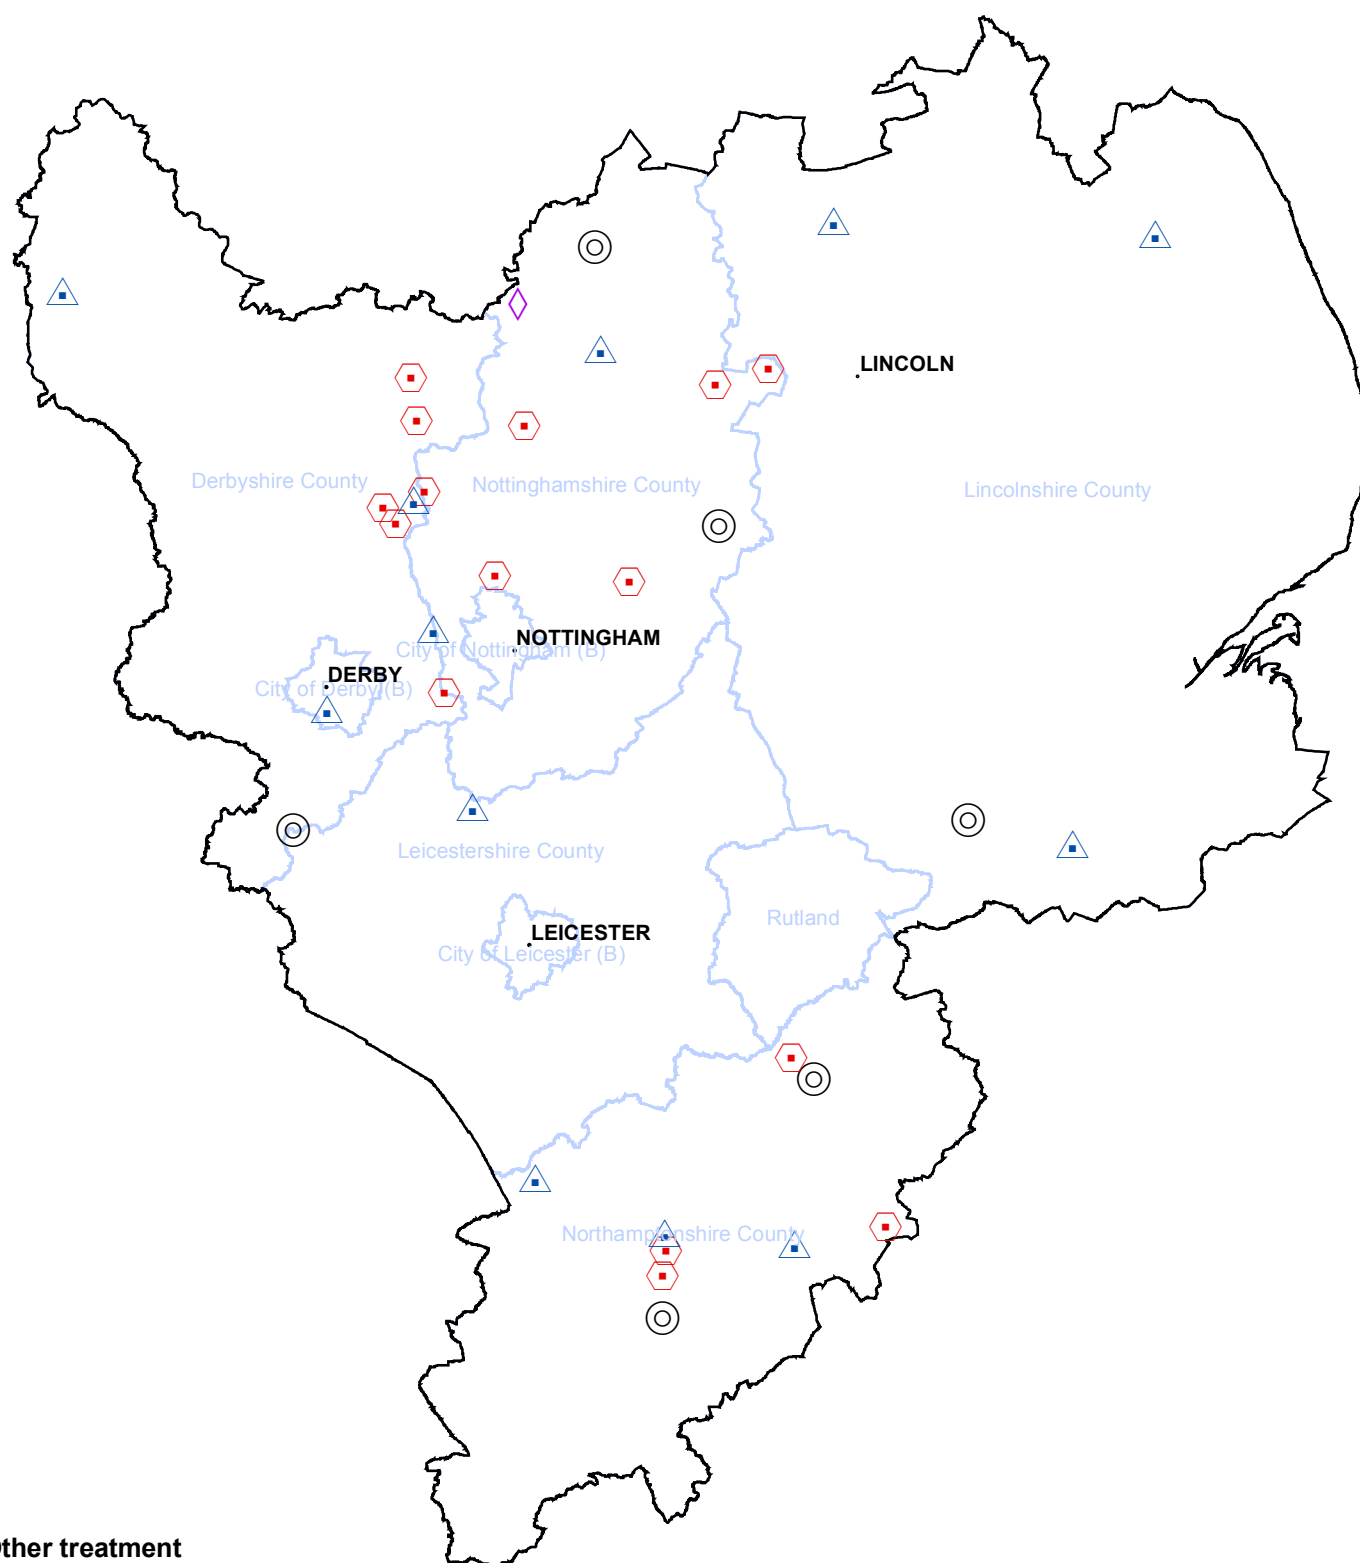 LINCOLN
Derbyshire County
Nottinghamshire County
Lincolnshire County
NOTTINGHAM
City of Nottingham (B)
DERBY
City of Derby (B)
Leicestershire County
Rutland
LEICESTER
City of Leicester (B)
Northamptonshire County
ther treatment